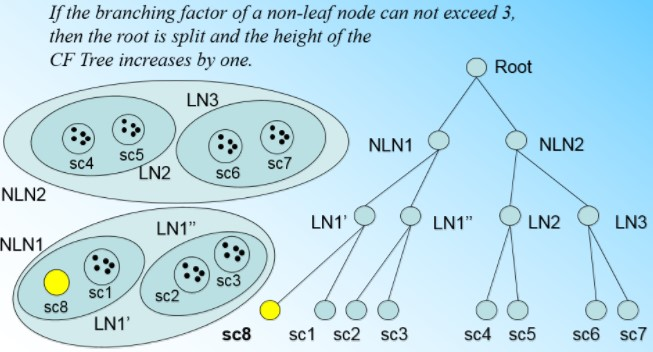 If the branching factor of a non-leaf node can not exceed 3,
then the root is split and the height of the
CF Tree increases by one.
Root
LN3
NLN1
NLN2
sc4
sc5
sc6
sc7
LN2
NLN2
LN1'
LN1''
LN2
LN3
NLN1
LN1''
sc8
sc1
sc2
sc3
LN1'
sc8
sc1
sc2
sc3
sc4
sc5
sc6
sc7